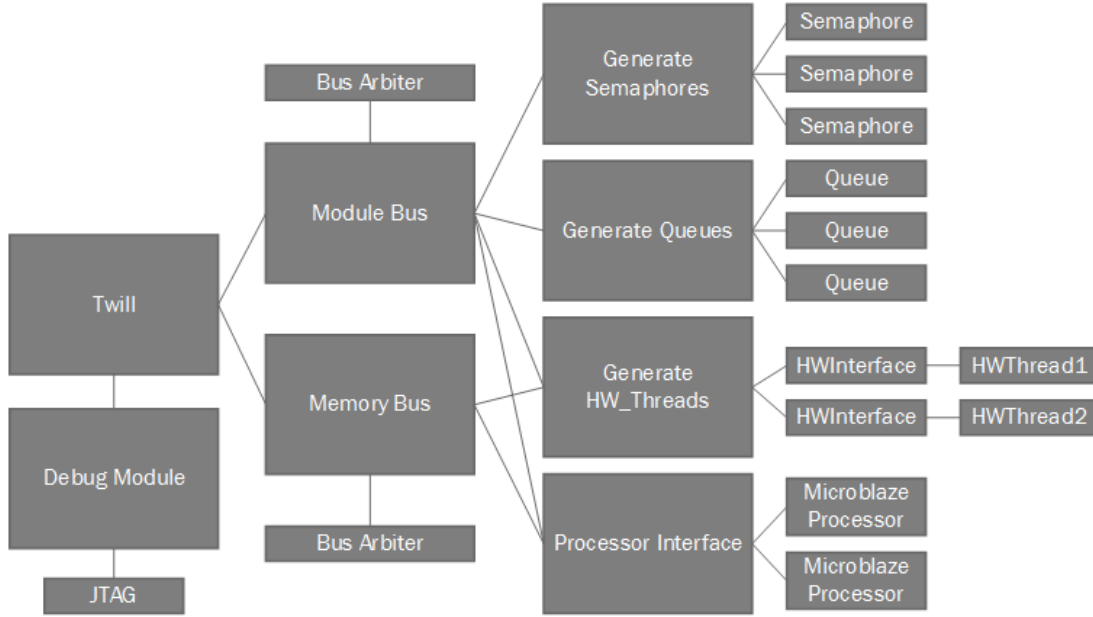 Twill
Debug Module
JTAG
Bus Arbiter
Module Bus
Memory Bus
Bus Arbiter
Generate
Semaphores
Generate Queues
Generate
HW_Threads
Processor Interface
Semaphore
Semaphore
Semaphore
Queue
Queue
Queue
HWInterface
HWThread1
HWInterface
HWThread2
Microblaze
Processor
Microblaze
Processor